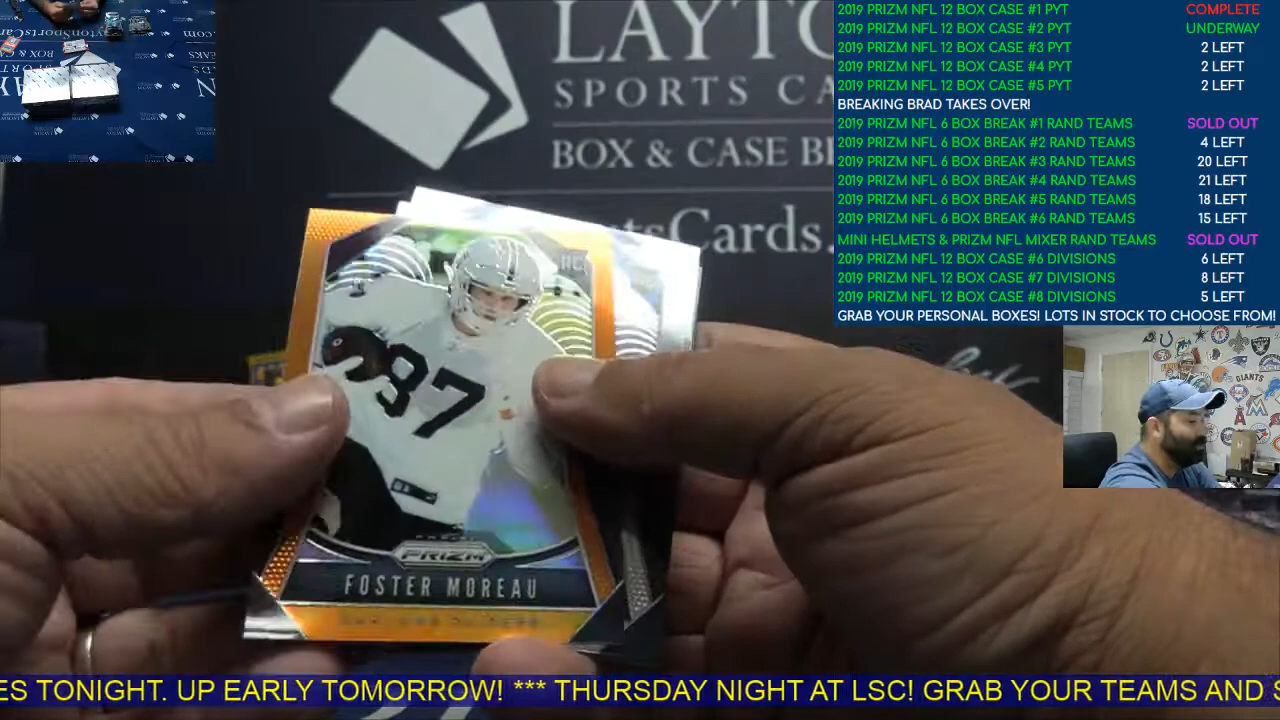 LAYTO
SPORTS CA
BOX & CASE B
rtsCards.
2019 PRIZM NFL 12 BOX CASE #1 PYT COMPLETE
2019 PRIZM NFL 12 BOX CASE #2 PYT UNDERWAY
2019 PRIZM NFL 12 BOX CASE #3 PYT 2 LEFT
2019 PRIZM NFL 12 BOX CASE #4 PYT 2 LEFT
2019 PRIZM NFL 12 BOX CASE #5 PYT 2 LEFT
BREAKING BRAD TAKES OVER!
2019 PRIZM NFL 6 BOX BREAK #1 RAND TEAMS SOLD OUT
2019 PRIZM NFL 6 BOX BREAK #2 RAND TEAMS 4 LEFT
2019 PRIZM NFL 6 BOX BREAK #3 RAND TEAMS 20 LEFT
2019 PRIZM NFL 6 BOX BREAK #4 RAND TEAMS 21 LEFT
2019 PRIZM NFL 6 BOX BREAK #5 RAND TEAMS 18 LEFT
2019 PRIZM NFL 6 BOX BREAK #6 RAND TEAMS 15 LEFT
MINI HELMETS & PRIZM NFL MIXER RAND TEAMS SOLD OUT
2019 PRIZM NFL 12 BOX CASE #6 DIVISIONS 6 LEFT
2019 PRIZM NFL 12 BOX CASE #7 DIVISIONS 8 LEFT
2019 PRIZM NFL 12 BOX CASE #8 DIVISIONS 5 LEFT
GRAB YOUR PERSONAL BOXES! LOTS IN STOCK TO CHOOSE FROM!
RC
87
PRIZM
FOSTER MOREAU
GIANTS
ES TONIGHT. UP EARLY TOMORROW! *** THURSDAY NIGHT AT LSC! GRAB YOUR TEAMS AND S